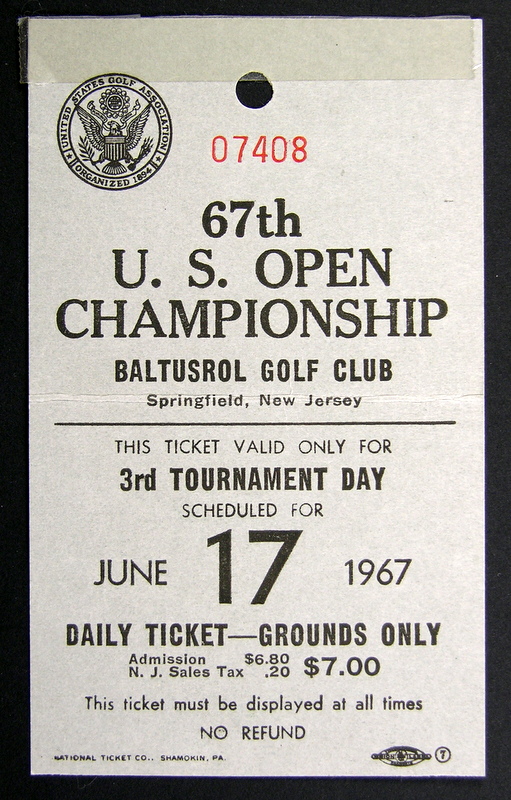 UNITED STATES GOLF ASSOCIATION
ORGANIZED 1894
07408
67th
U. S. OPEN
CHAMPIONSHIP
BALTUSROL GOLF CLUB
Springfield, New Jersey
THIS TICKET VALID ONLY FOR
3rd TOURNAMENT DAY
SCHEDULED FOR
JUNE 17 1967
DAILY TICKET—GROUNDS ONLY
Admission $6.80
N. J. Sales Tax .20 $7.00
This ticket must be displayed at all times
NO REFUND
NATIONAL TICKET CO., SHAMOKIN, PA. 7